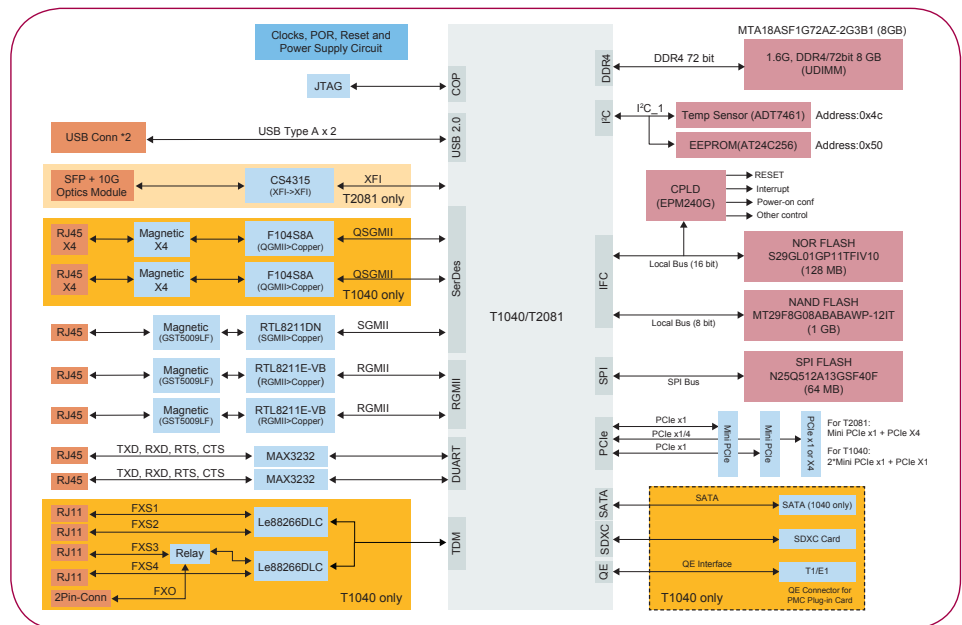 Clocks, POR, Reset and
Power Supply Circuit
JTAG
COP
USB Conn *2
USB Type A x 2
USB 2.0
SFP + 10G
Optics Module
CS4315
(XFI->XFI)
XFI
T2081 only
RJ45
X4
Magnetic
X4
F104S8A
(QGMII>Copper)
QSGMII
RJ45
X4
Magnetic
X4
F104S8A
(QGMII>Copper)
QSGMII
T1040 only
SerDes
RJ45
Magnetic
(GST5009LF)
RTL8211DN
(SGMII>Copper)
SGMII
RJ45
Magnetic
(GST5009LF)
RTL8211E-VB
(RGMII>Copper)
RGMII
RJ45
Magnetic
(GST5009LF)
RTL8211E-VB
(RGMII>Copper)
RGMII
RGMII
RJ45
TXD, RXD, RTS, CTS
MAX3232
RJ45
TXD, RXD, RTS, CTS
MAX3232
DUART
RJ11
FXS1
RJ11
FXS2
Le88266DLC
RJ11
FXS3
Relay
RJ11
FXS4
Le88266DLC
2Pin-Conn
FXO
T1040 only
TDM
T1040/T2081
MTA18ASF1G72AZ-2G3B1 (8GB)
DDR4
DDR4 72 bit
1.6G, DDR4/72bit 8 GB
(UDIMM)
I²C
I²C_1
Temp Sensor (ADT7461)
Address:0x4c
EEPROM(AT24C256)
Address:0x50
CPLD
(EPM240G)
RESET
Interrupt
Power-on conf
Other control
IFC
Local Bus (16 bit)
NOR FLASH
S29GL01GP11TFIV10
(128 MB)
Local Bus (8 bit)
NAND FLASH
MT29F8G08ABABAWP-12IT
(1 GB)
SPI
SPI Bus
SPI FLASH
N25Q512A13GSF40F
(64 MB)
PCIe
PCIe x1
PCIe x1/4
PCIe x1
Mini PCIe
Mini PCIe
PCIe x1 or X4
For T2081:
Mini PCIe x1 + PCIe X4
For T1040:
2*Mini PCIe x1 + PCIe X1
SATA
SATA
SATA (1040 only)
SDXC
SDXC Card
QE
QE Interface
T1/E1
T1040 only
QE Connector for
PMC Plug-in Card